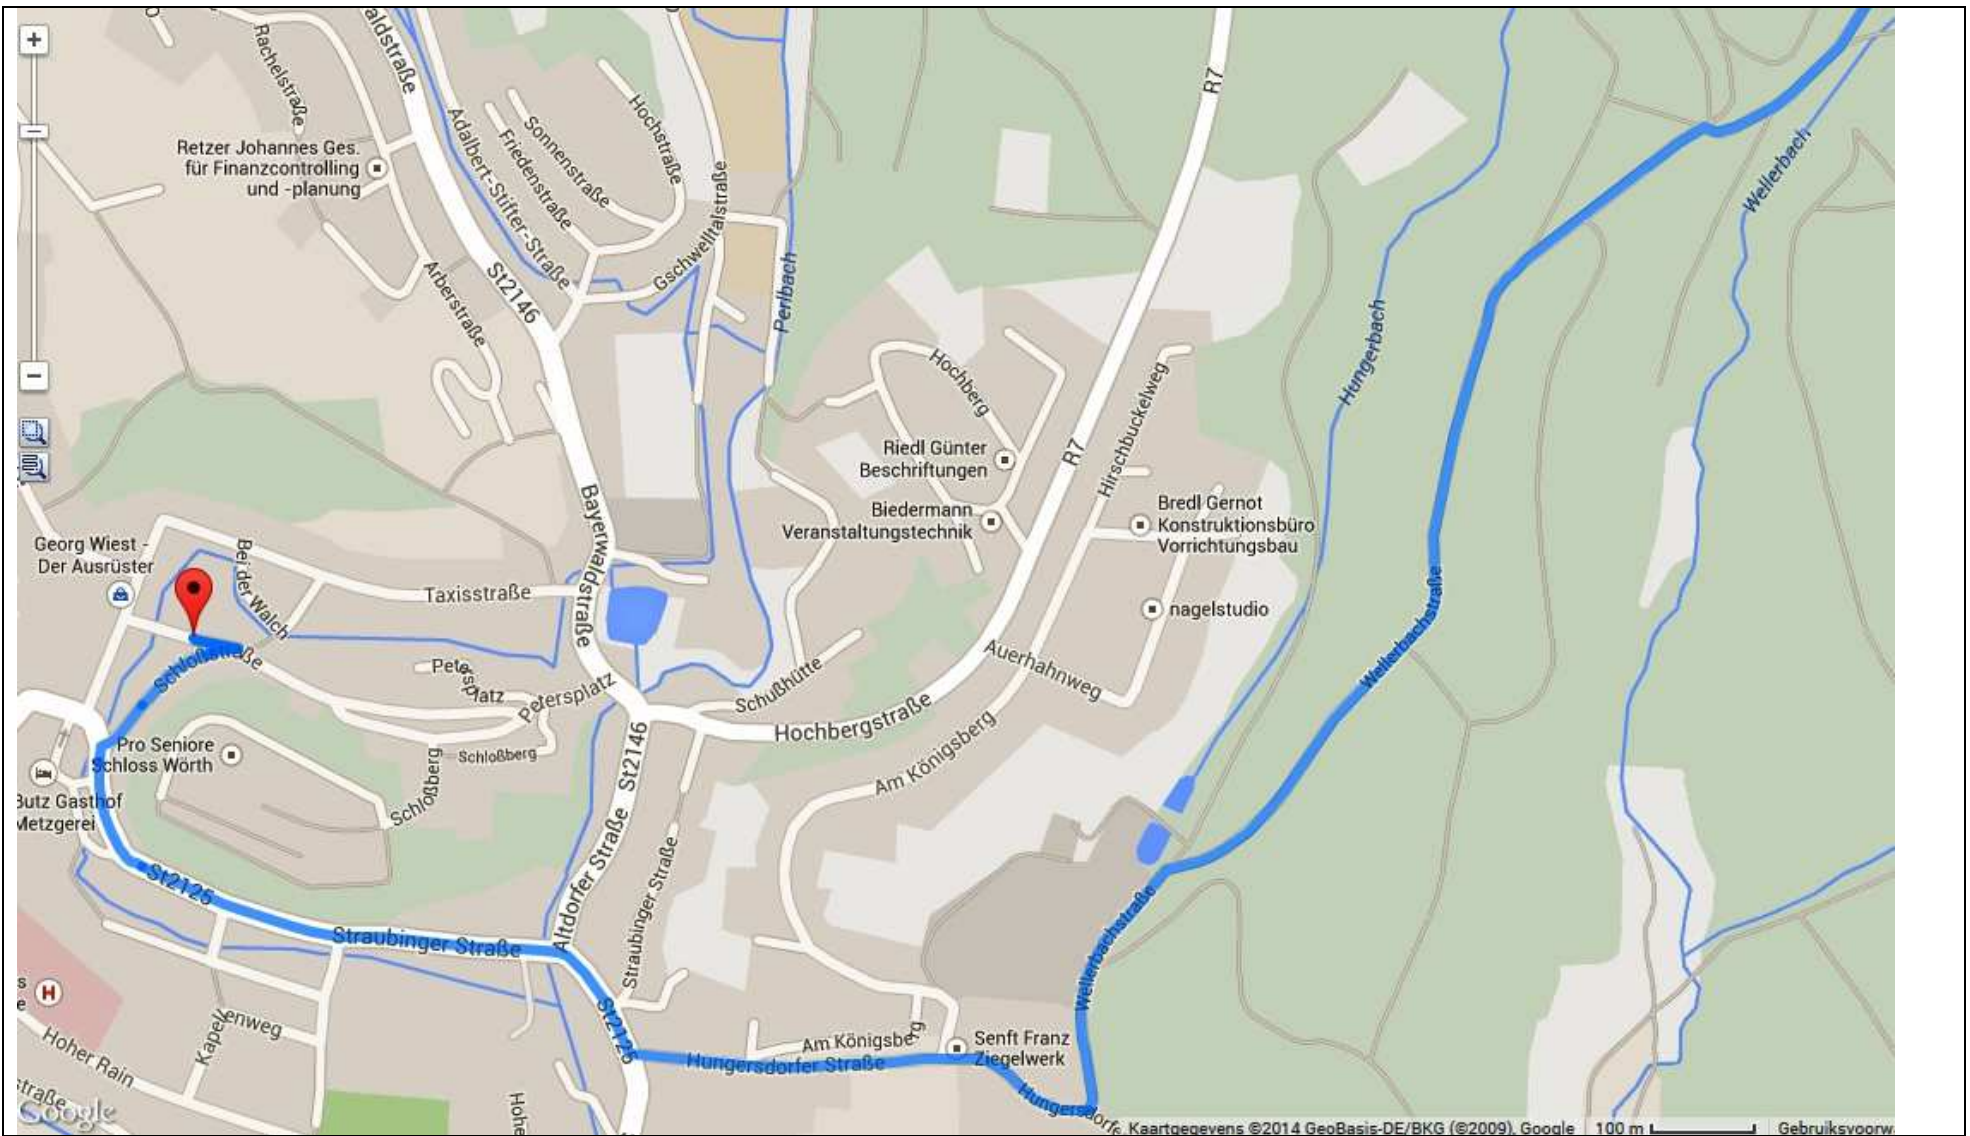 aldstraße
Rachelstraße
R7
Hochstraße
Sonnenstraße
Friedenstraße
Adalbert-Stifter-Straße
Retzer Johannes Ges.
für Finanzcontrolling
und -planung
Wellerbach
Gschwelltalstraße
Perlbach
St2146
Arberstraße
Hungerbach
Hochberg
Hirschbuckelweg
R7
Riedl Günter
Beschriftungen
Biedermann
Veranstaltungstechnik
Bredl Gernot
Konstruktionsbüro
Vorrichtungsbau
Georg Wiest -
Der Ausrüster
Bei der Walch
Bayerwaldstraße
Taxisstraße
nagelstudio
Wellerbachstraße
Schloßstraße
Petersplatz
Petersplatz
Schußhütte
Auerhahnweg
Hochbergstraße
Am Königsberg
St2146
Pro Seniore
Schloss Wörth
Schloßberg
Schloßberg
Butz Gasthof
Metzgerei
Altdorfer Straße
Straubinger Straße
St2125
Straubinger Straße
Wellerbachstraße
s
e
H
St2125
Kapellenweg
Hoher Rain
Am Königsberg
Hungersdorfer Straße
Senft Franz
Ziegelwerk
Hungersdorfe
straße
Google
Hohe
Kaartgegevens ©2014 GeoBasis-DE/BKG (©2009), Google
100 m
Gebruiksvoorw